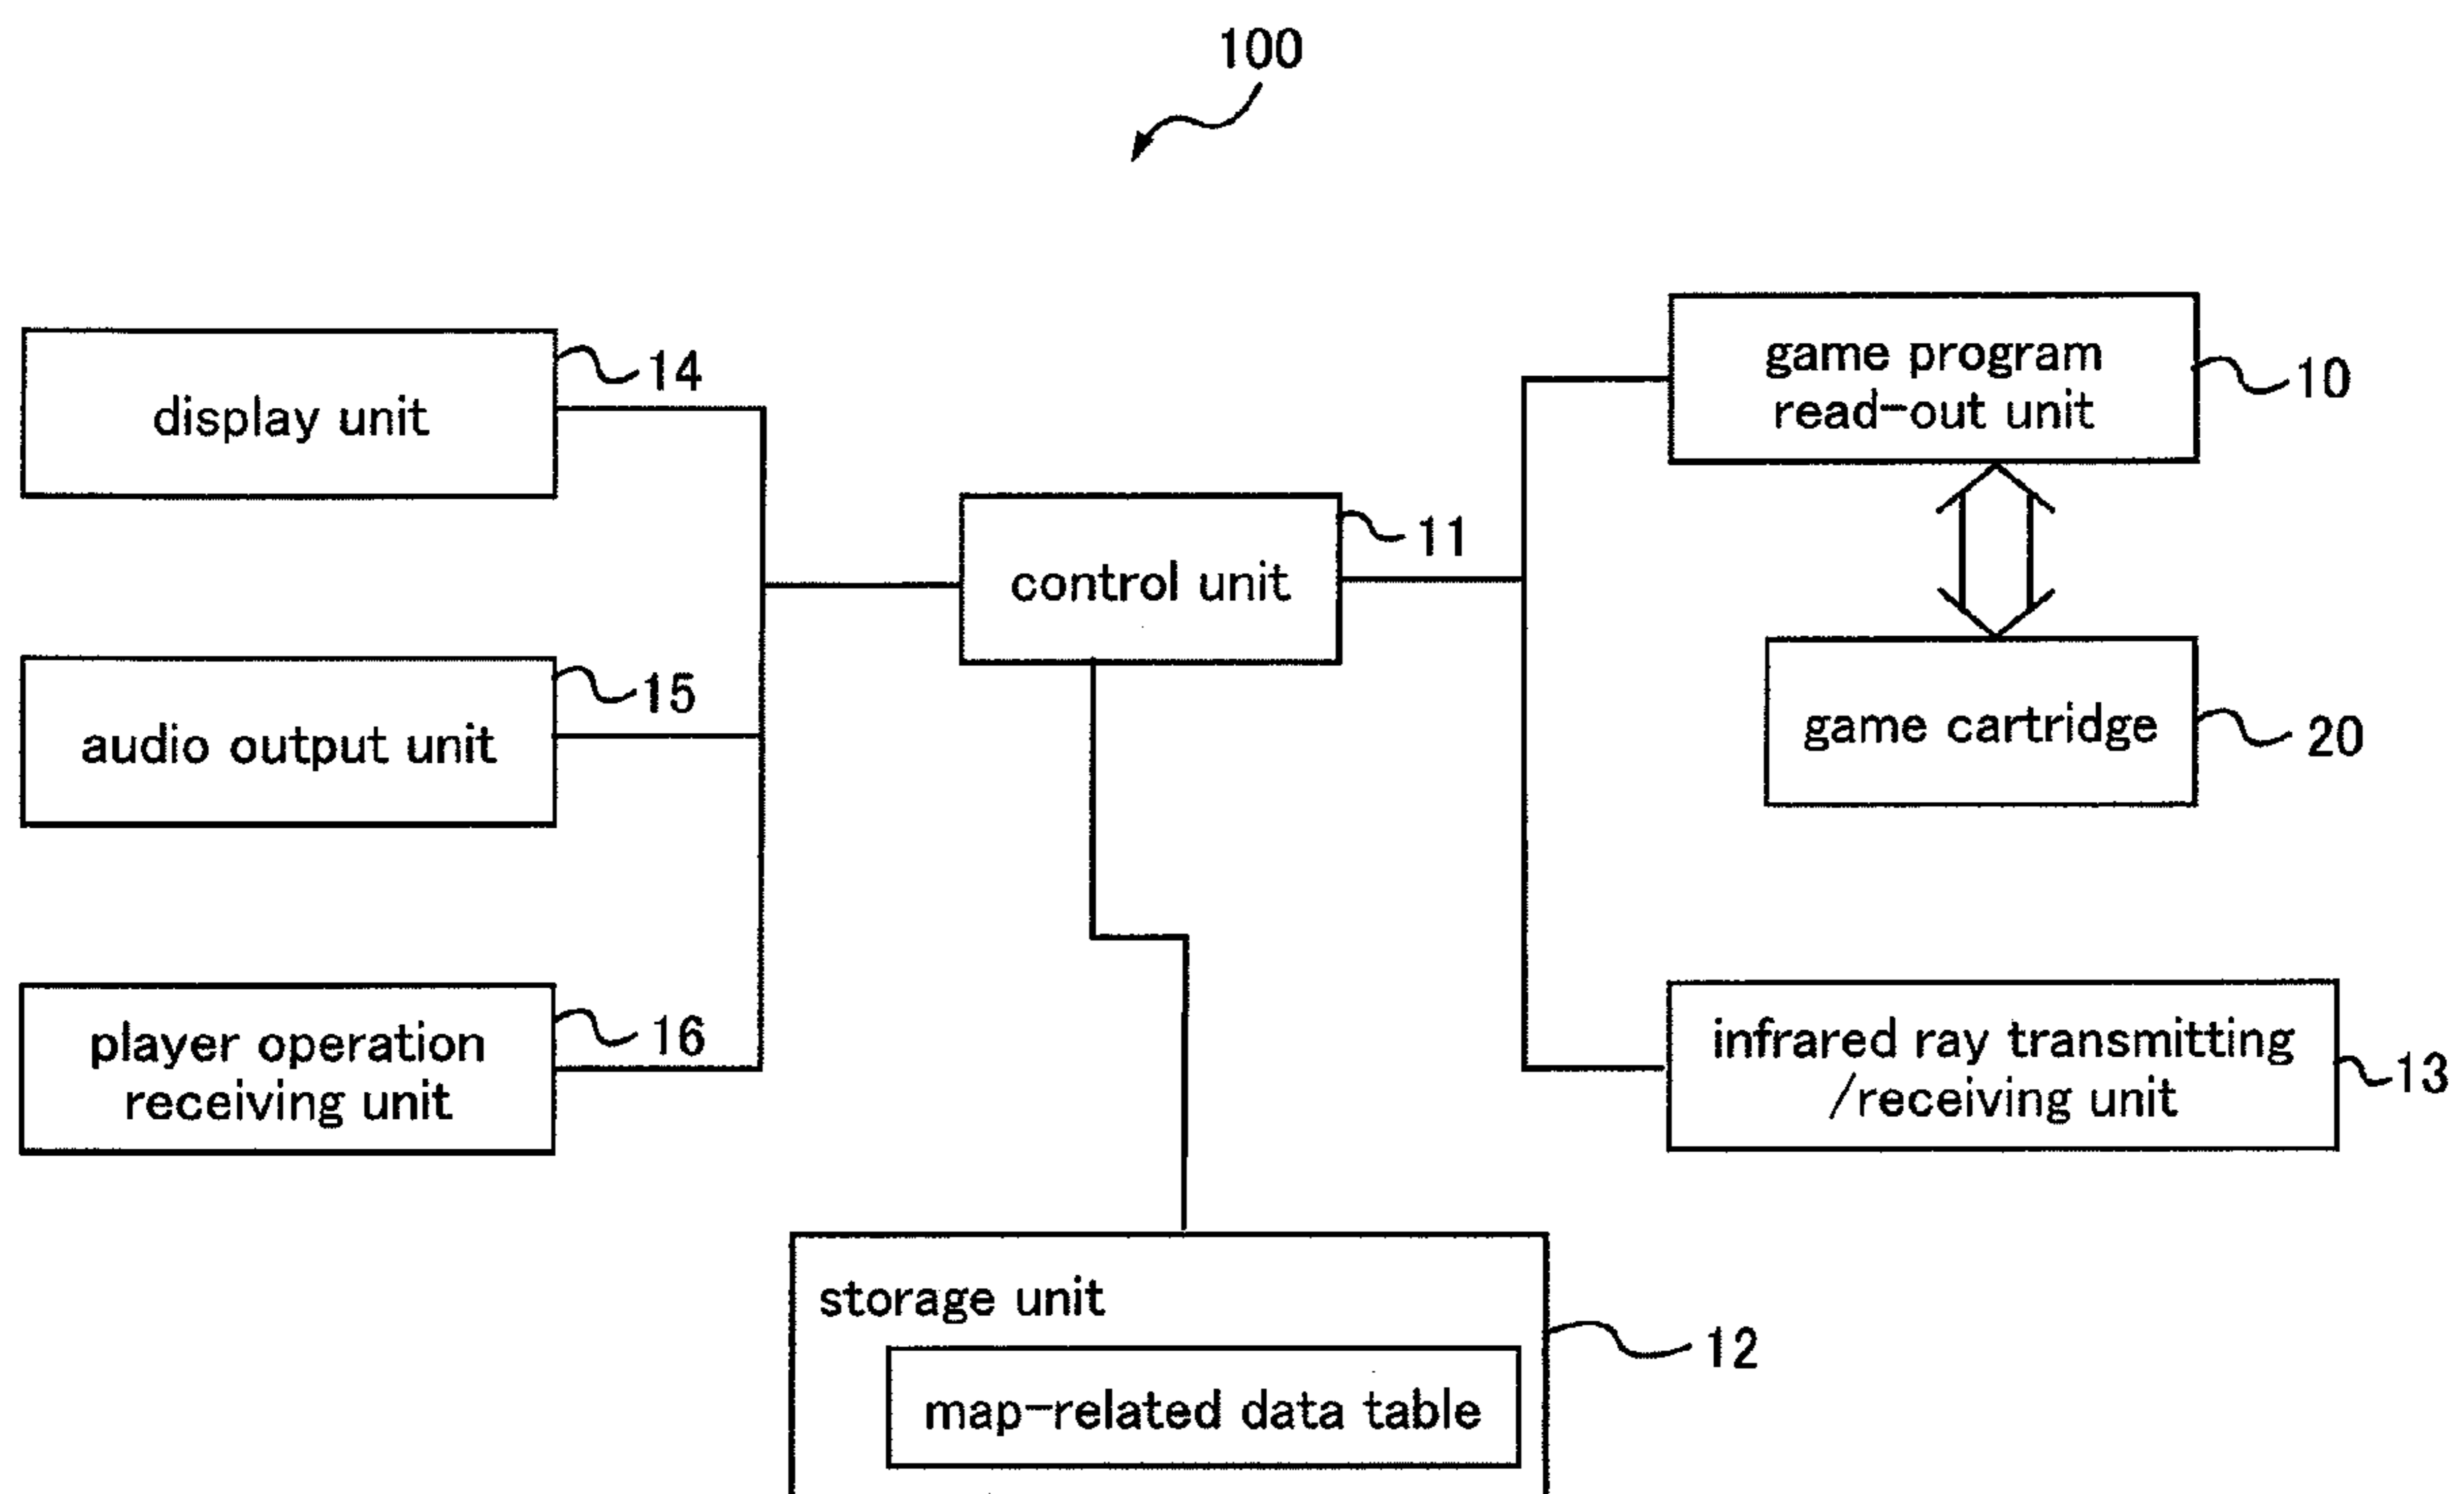 100
14
display unit
game program
read-out unit
10
11
control unit
15
audio output unit
game cartridge
20
16
player operation
receiving unit
infrared ray transmitting
/receiving unit
13
storage unit
12
map-related data table